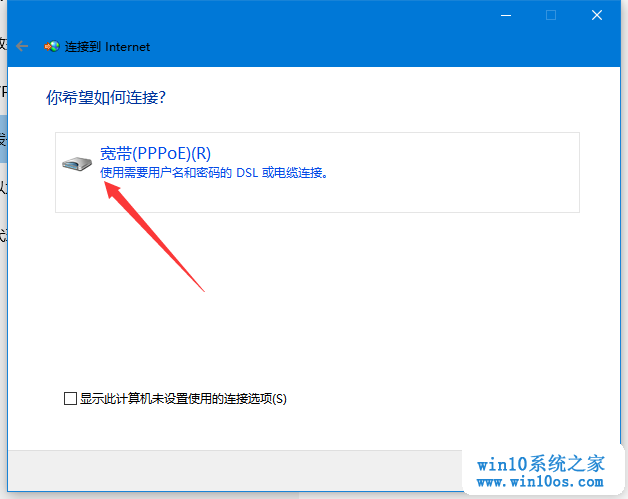 连接到 Internet
你希望如何连接?
宽带(PPPoE)(R)
使用需要用户名和密码的 DSL 或电缆连接。
显示此计算机未设置使用的连接选项(S)
win10系统之家
www.win10os.com